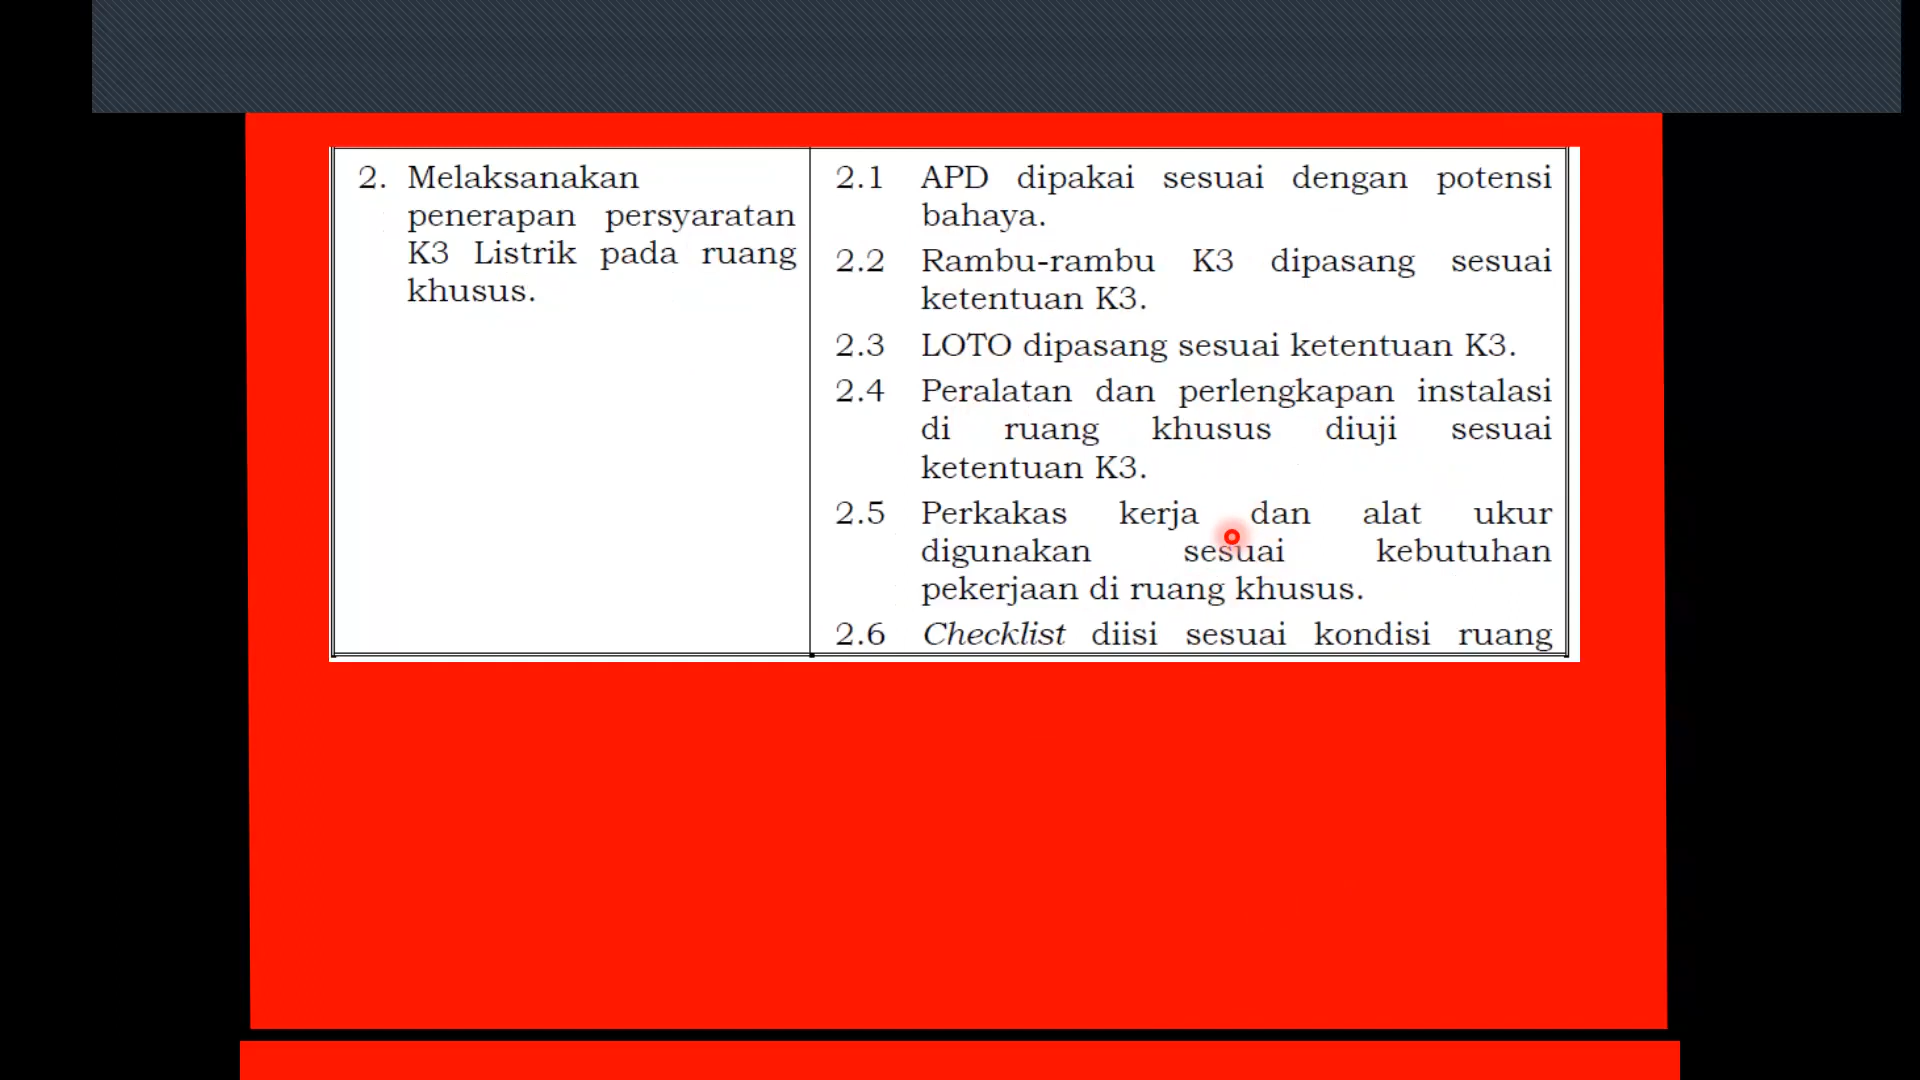 2. Melaksanakan
penerapan persyaratan
K3 Listrik pada ruang
khusus.
2.1 APD dipakai sesuai dengan potensi
bahaya.
2.2 Rambu-rambu K3 dipasang sesuai
ketentuan K3.
2.3 LOTO dipasang sesuai ketentuan K3.
2.4 Peralatan dan perlengkapan instalasi
di ruang khusus diuji sesuai
ketentuan K3.
2.5 Perkakas kerja dan alat ukur
digunakan sesuai kebutuhan
pekerjaan di ruang khusus.
2.6 Checklist diisi sesuai kondisi ruang